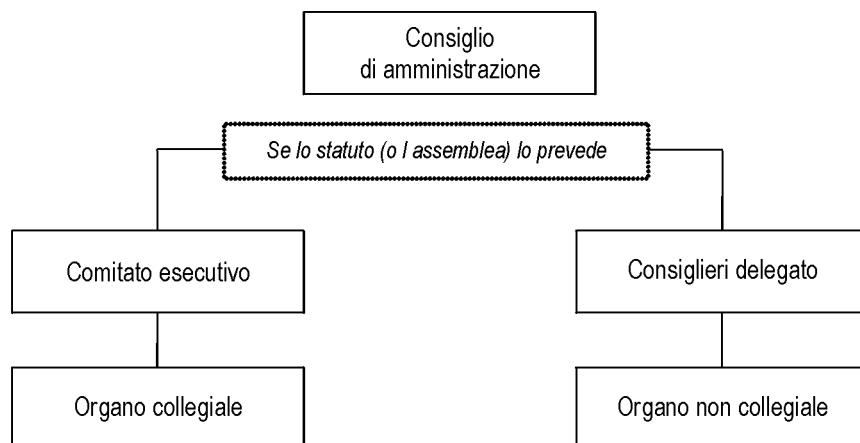 Consiglio
di amministrazione
Se lo statuto (o l assemblea) lo prevede
Comitato esecutivo
Consiglieri delegato
Organo collegiale
Organo non collegiale